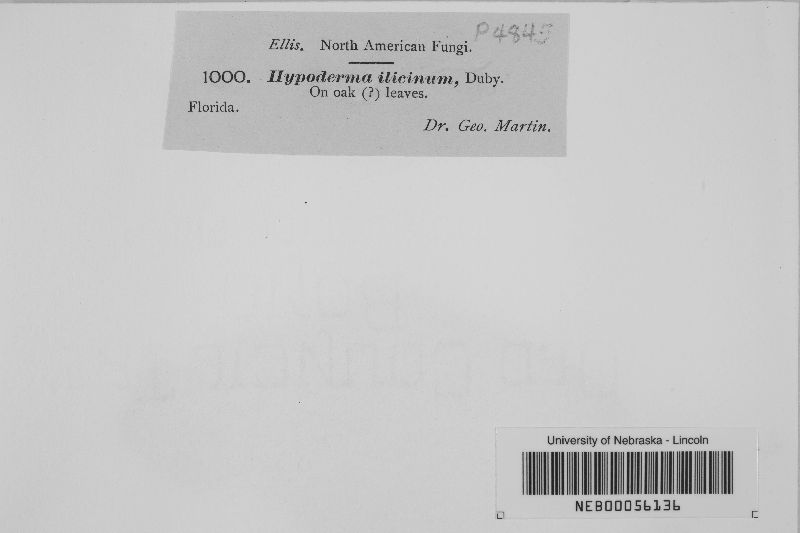 P4843
Ellis. North American Fungi.
1000. Hypoderma ilicinum, Duby.
On oak (?) leaves.
Florida.
Dr. Geo. Martin.
University of Nebraska - Lincoln
NEB00056136